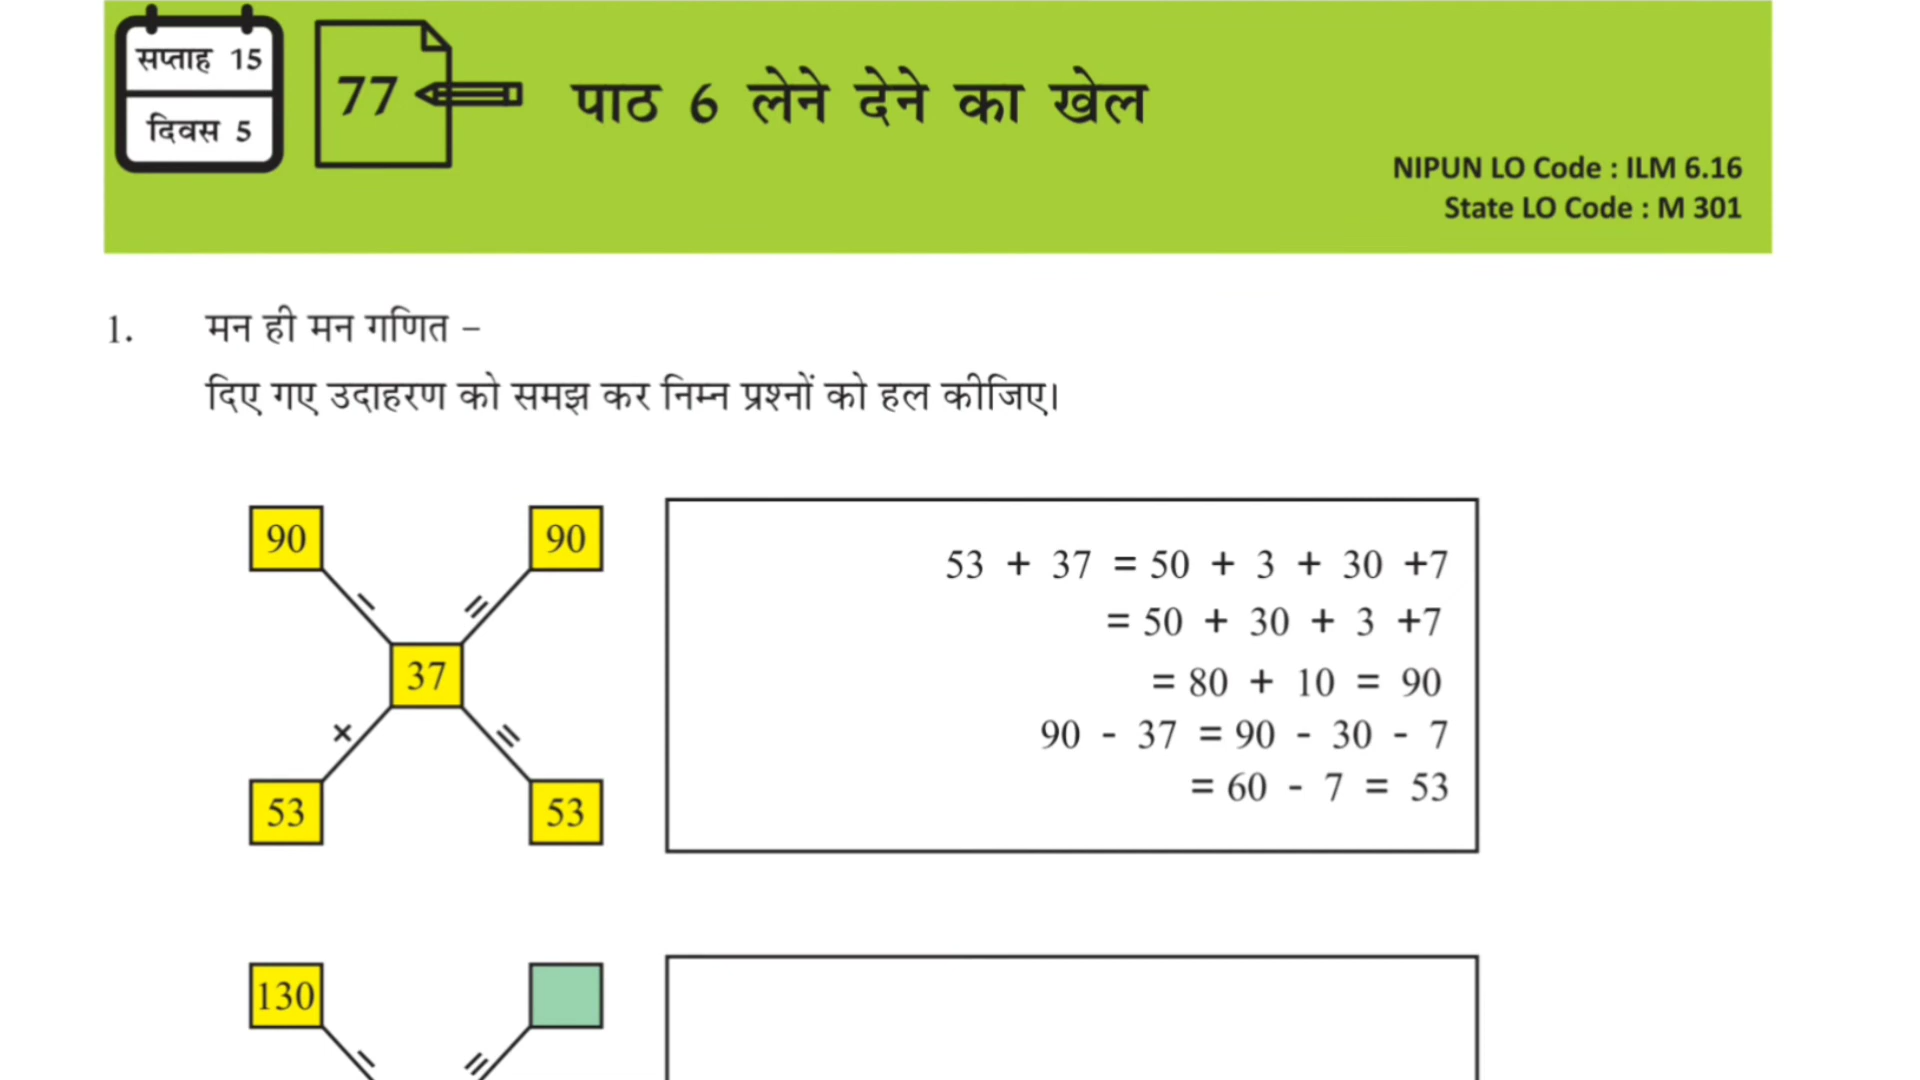 सप्ताह 15
दिवस 5
77
पाठ 6 लेने देने का खेल
NIPUN LO Code : ILM 6.16
State LO Code : M 301
1. मन ही मन गणित –
दिए गए उदाहरण को समझ कर निम्न प्रश्नों को हल कीजिए।
90 90
– =
37
× =
53 53
53 + 37 = 50 + 3 + 30 +7
= 50 + 30 + 3 +7
= 80 + 10 = 90
90 - 37 = 90 - 30 - 7
= 60 - 7 = 53
130
– =